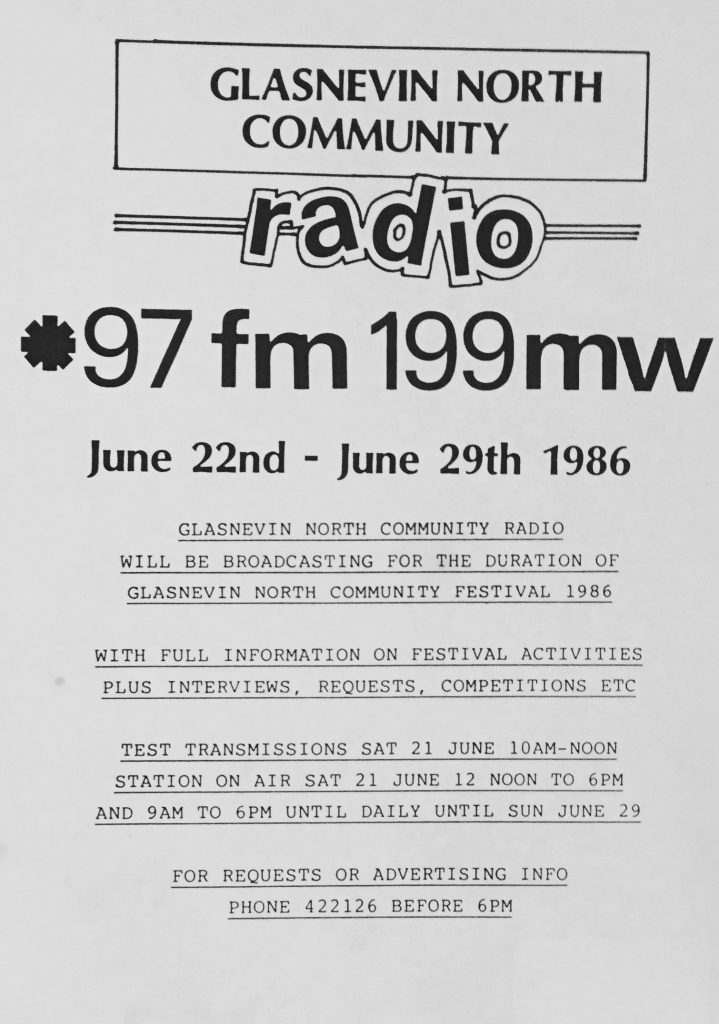 GLASNEVIN NORTH
COMMUNITY
radio
*97 fm 199 mw
June 22nd - June 29th 1986
GLASNEVIN NORTH COMMUNITY RADIO
WILL BE BROADCASTING FOR THE DURATION OF
GLASNEVIN NORTH COMMUNITY FESTIVAL 1986
WITH FULL INFORMATION ON FESTIVAL ACTIVITIES
PLUS INTERVIEWS, REQUESTS, COMPETITIONS ETC
TEST TRANSMISSIONS SAT 21 JUNE 10AM-NOON
STATION ON AIR SAT 21 JUNE 12 NOON TO 6PM
AND 9AM TO 6PM UNTIL DAILY UNTIL SUN JUNE 29
FOR REQUESTS OR ADVERTISING INFO
PHONE 422126 BEFORE 6PM